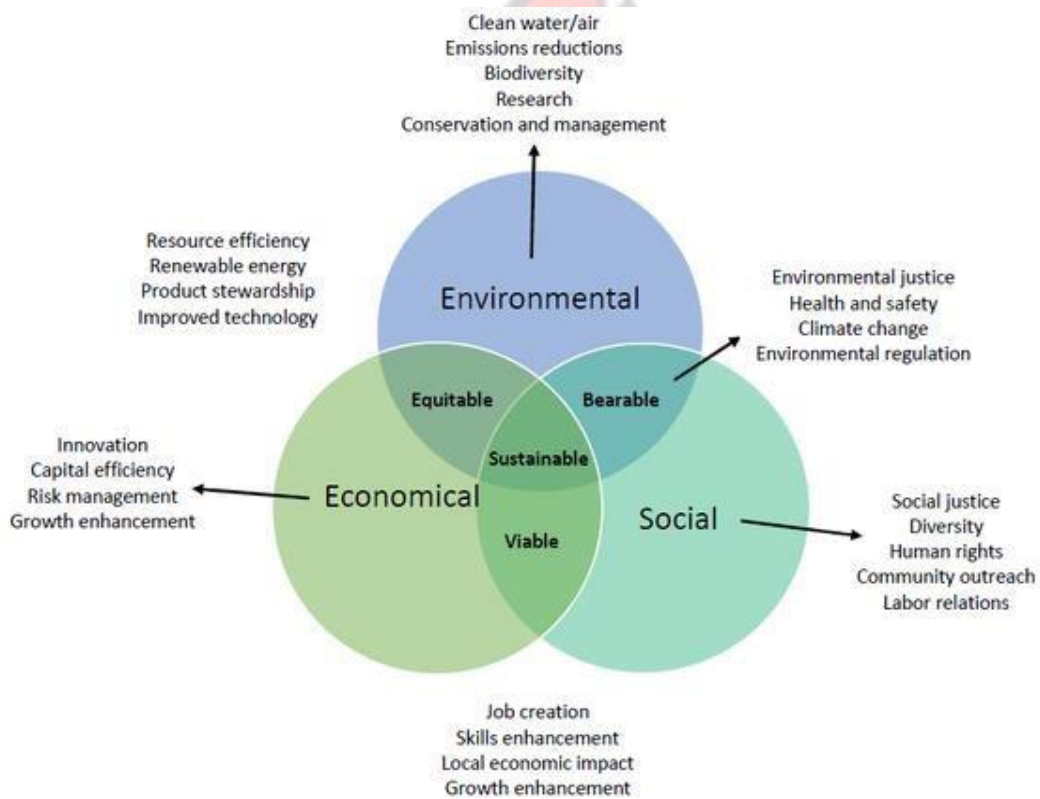 Clean water/air
Emissions reductions
Biodiversity
Research
Conservation and management
Resource efficiency
Renewable energy
Product stewardship
Improved technology
Environmental
Environmental justice
Health and safety
Climate change
Environmental regulation
Equitable
Bearable
Sustainable
Innovation
Capital efficiency
Risk management
Growth enhancement
Economical
Viable
Social
Social justice
Diversity
Human rights
Community outreach
Labor relations
Job creation
Skills enhancement
Local economic impact
Growth enhancement